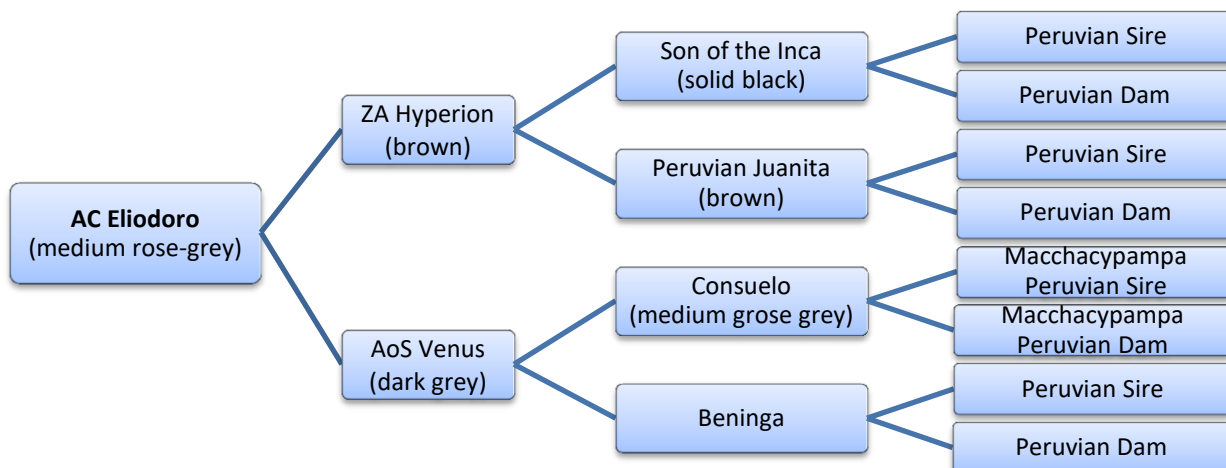 Peruvian Sire
Son of the Inca
(solid black)
Peruvian Dam
ZA Hyperion
(brown)
Peruvian Sire
Peruvian Juanita
(brown)
Peruvian Dam
AC Eliodoro
(medium rose-grey)
Macchacypampa
Peruvian Sire
Consuelo
(medium grose grey)
Macchacypampa
Peruvian Dam
AoS Venus
(dark grey)
Peruvian Sire
Beninga
Peruvian Dam